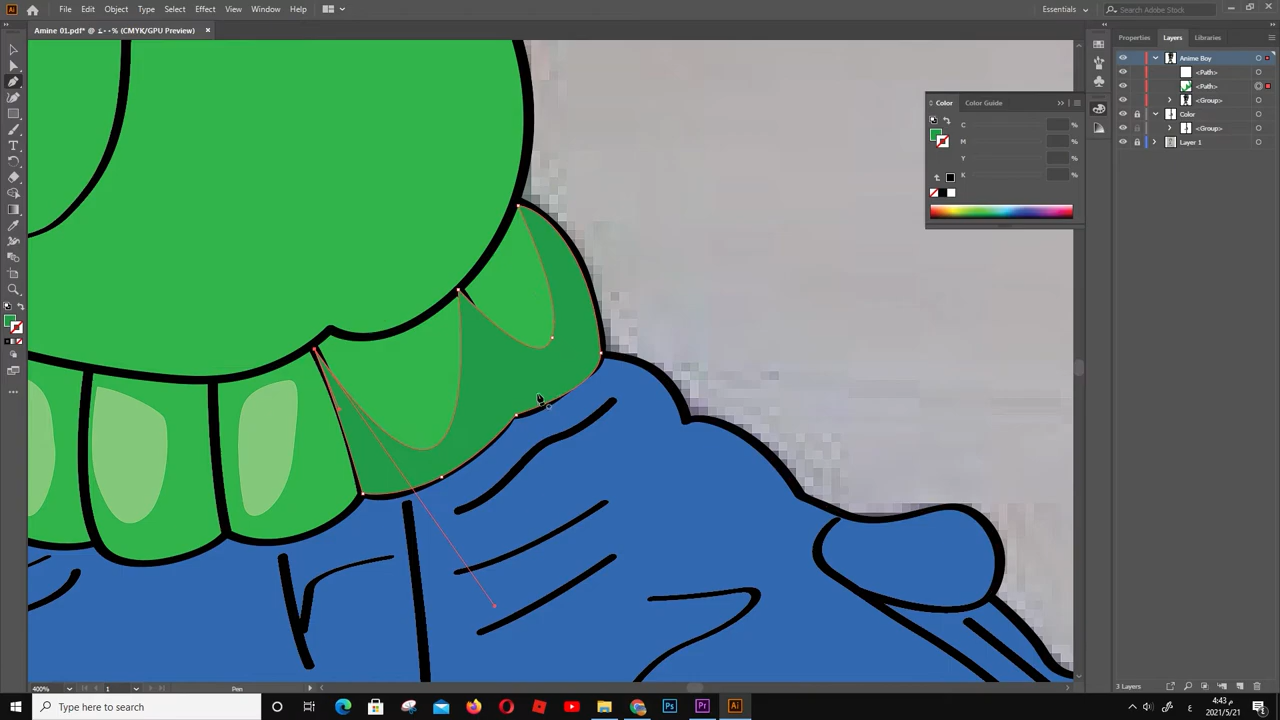 File Edit Object Type Select Effect View Window Help
Essentials
Search Adobe Stock
Amine 01.pdf* @ ٤٠٠% (CMYK/GPU Preview)
Properties Layers Libraries
Anime Boy
<Path>
<Path>
<Group>
Color
<Group>
Layer 1
Color Color Guide
C %
M %
Y %
K %
400% 1 Pen
3 Layers
Type here to search
م 4:43
2021/5/21